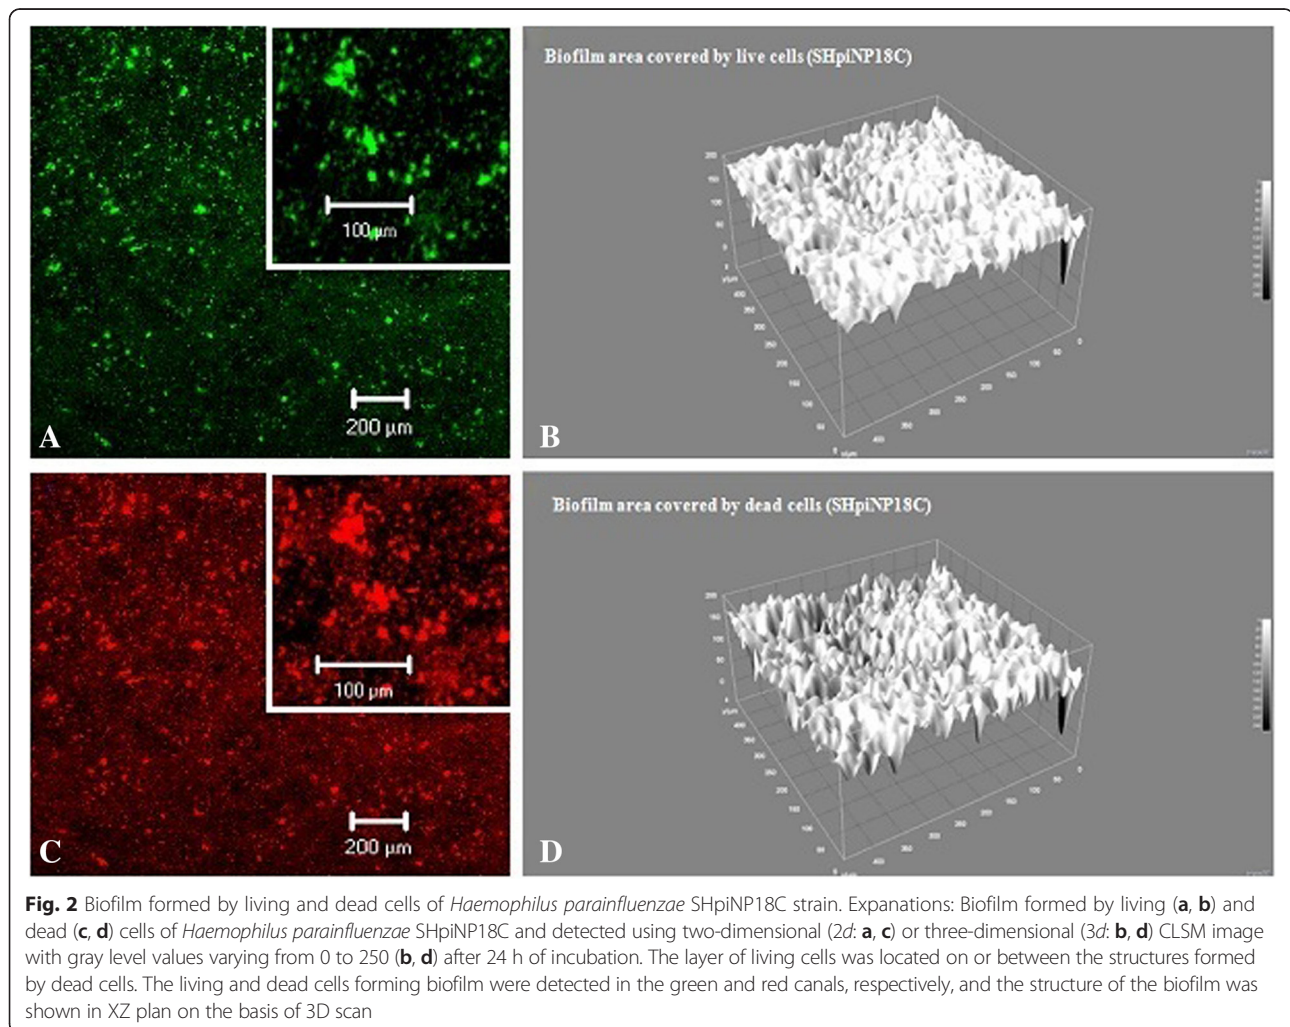 Biofilm area covered by live cells (SHpiNP18C)
100 µm
200 µm
A
B
Biofilm area covered by dead cells (SHpiNP18C)
100 µm
200 µm
C
D
Fig. 2 Biofilm formed by living and dead cells of Haemophilus parainfluenzae SHpiNP18C strain. Expanations: Biofilm formed by living (a, b) and
dead (c, d) cells of Haemophilus parainfluenzae SHpiNP18C and detected using two-dimensional (2d: a, c) or three-dimensional (3d: b, d) CLSM image
with gray level values varying from 0 to 250 (b, d) after 24 h of incubation. The layer of living cells was located on or between the structures formed
by dead cells. The living and dead cells forming biofilm were detected in the green and red canals, respectively, and the structure of the biofilm was
shown in XZ plan on the basis of 3D scan